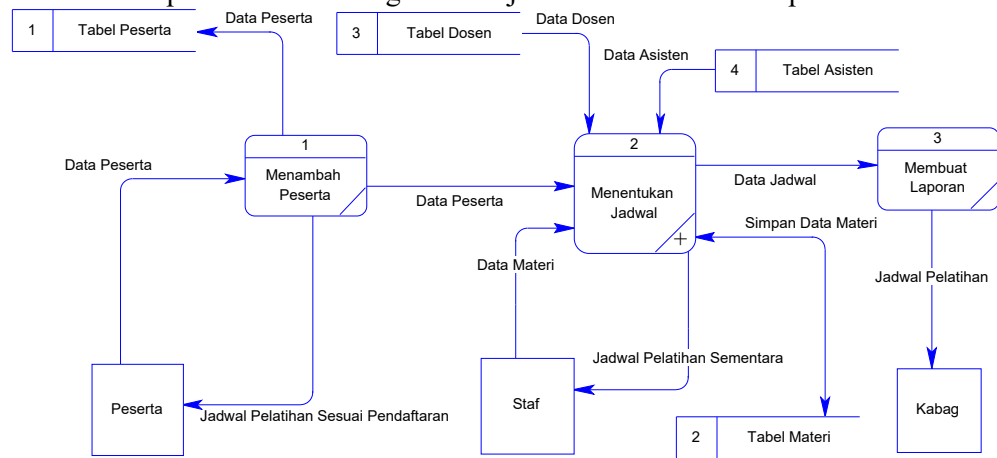 Data Peserta
1 Tabel Peserta
3 Tabel Dosen
Data Dosen
Data Asisten
4 Tabel Asisten
1
Menambah
Peserta
Data Peserta
Data Peserta
2
Menentukan
Jadwal
Data Jadwal
3
Membuat
Laporan
Simpan Data Materi
Data Materi
Jadwal Pelatihan
Jadwal Pelatihan Sementara
Peserta
Jadwal Pelatihan Sesuai Pendaftaran
Staf
2 Tabel Materi
Kabag